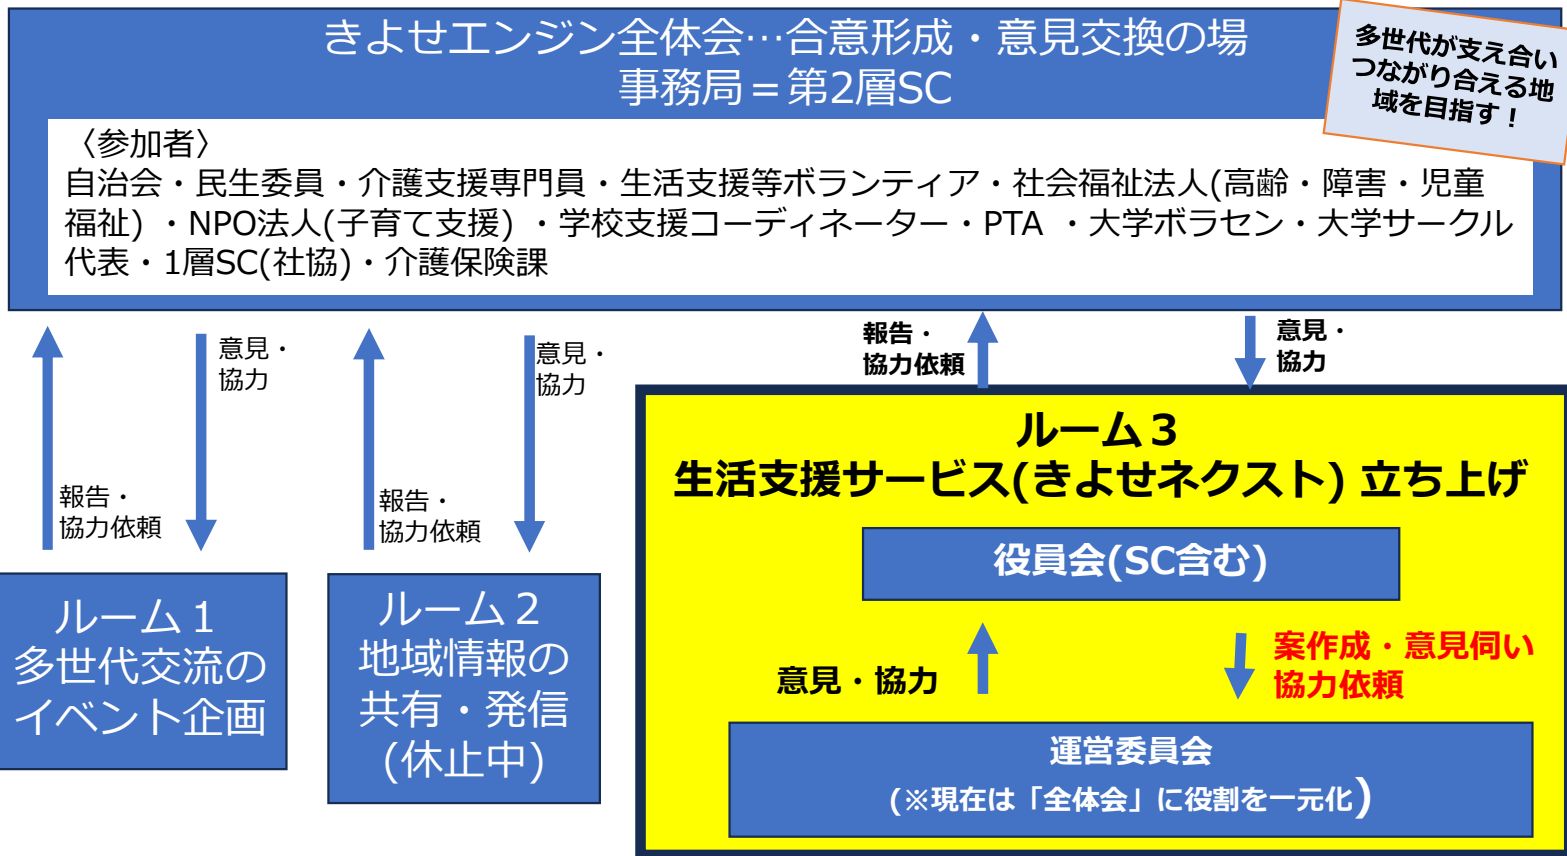 きよせエンジン全体会…合意形成・意見交換の場
事務局＝第2層SC
多世代が支え合い
つながり合える地
域を目指す！
〈参加者〉
自治会・民生委員・介護支援専門員・生活支援等ボランティア・社会福祉法人(高齢・障害・児童
福祉) ・NPO法人(子育て支援) ・学校支援コーディネーター・PTA ・大学ボラセン・大学サークル
代表・1層SC(社協)・介護保険課
意見・
協力
報告・
協力依頼
意見・
協力
報告・
協力依頼
報告・
協力依頼
意見・
協力
ルーム１
多世代交流の
イベント企画
ルーム２
地域情報の
共有・発信
(休止中)
ルーム３
生活支援サービス(きよせネクスト) 立ち上げ
役員会(SC含む)
意見・協力
案作成・意見伺い
協力依頼
運営委員会
(※現在は「全体会」に役割を一元化)